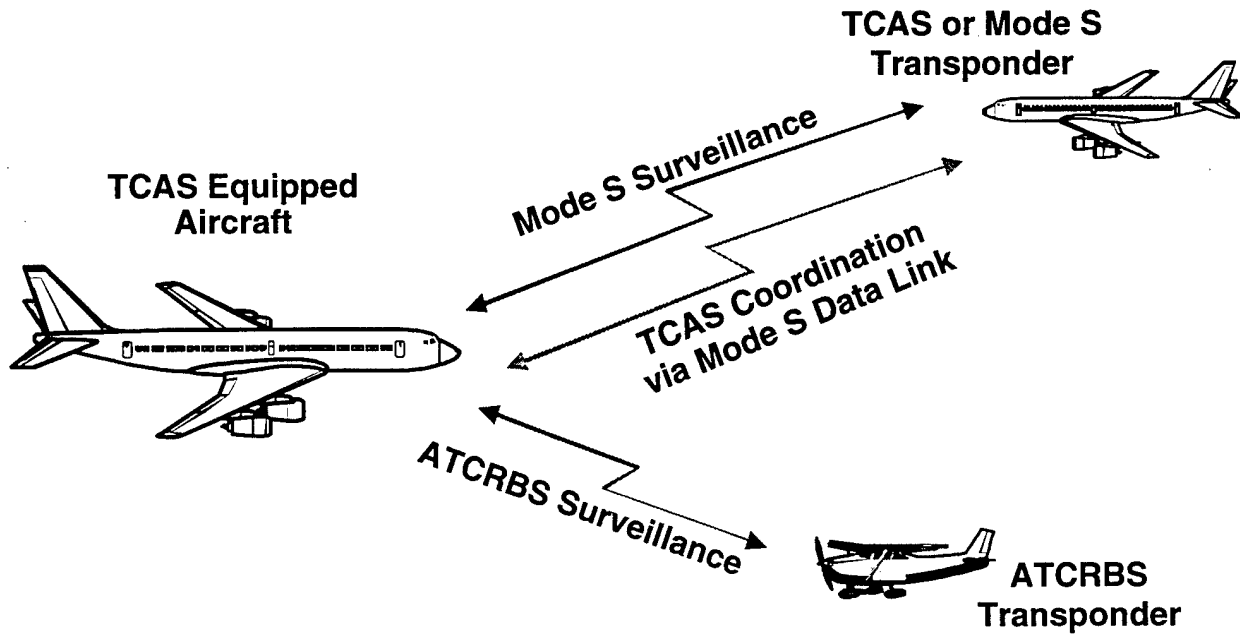 TCAS or Mode S
Transponder
TCAS Equipped
Aircraft
Mode S Surveillance
TCAS Coordination
via Mode S Data Link
ATCRBS Surveillance
ATCRBS
Transponder